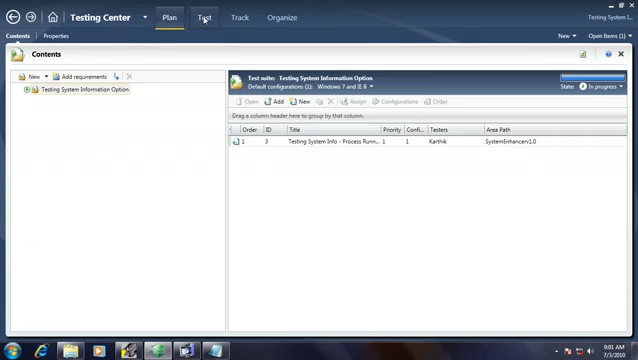 Testing Center Plan Test Track Organize
Testing System I...
Contents Properties New Open Items (1)
Contents
New Add requirements
Testing System Information Option
Test suite: Testing System Information Option
Default configurations (1): Windows 7 and IE 8
State: In progress
Open Add New Assign Configurations Order
Drag a column header here to group by that column.
Order ID Title Priority Confi... Testers Area Path
1 3 Testing System Info - Process Runn... 1 1 Karthik SystemEnhancerv1.0
9:01 AM
7/3/2010